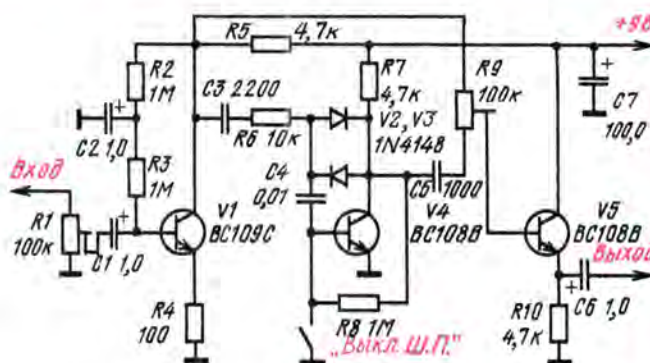 R5 4,7к
+9В
R2
1М
C3 2200
R7
4,7к
R9
100к
C7
100,0
R6 10к
V2, V3
1N4148
C2 1,0
R3
1М
C4
0,01
C5
1000
Вход
V1
BC109C
V4
BC108B
V5
BC108B
R1
100к
C1 1,0
Выход
R4
100
R8 1М
R10
4,7к
C6 1,0
„Выкл. Ш.П."